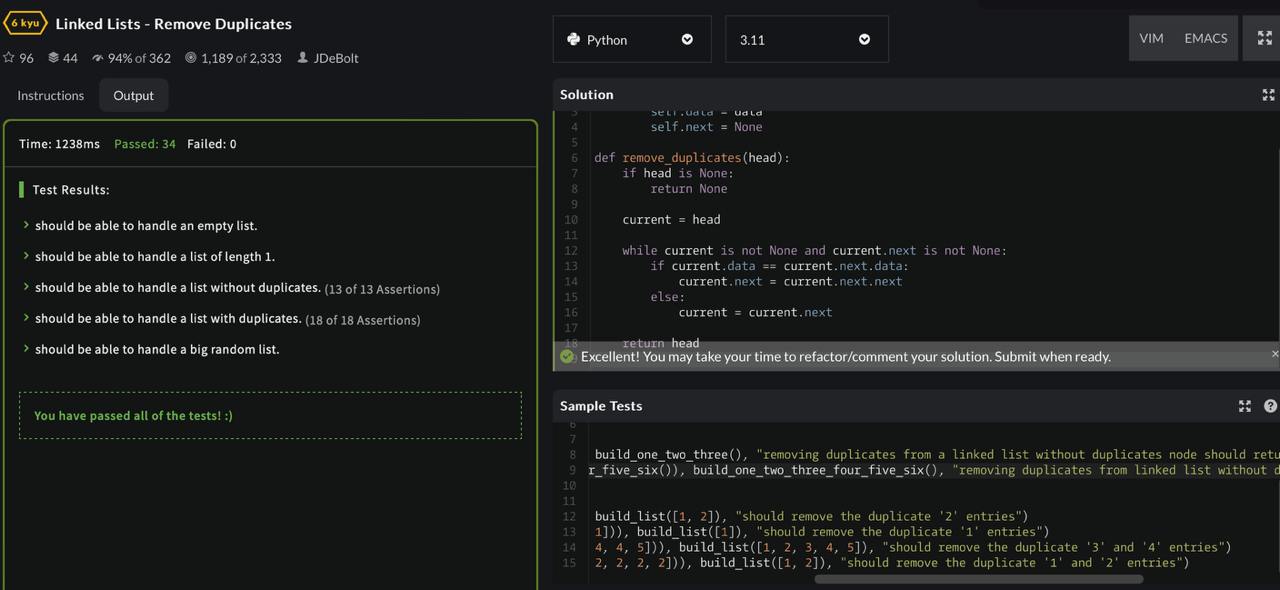 6 kyu Linked Lists - Remove Duplicates
96 44 94% of 362 1,189 of 2,333 JDeBolt
Instructions Output
Time: 1238ms Passed: 34 Failed: 0
Test Results:
should be able to handle an empty list.
should be able to handle a list of length 1.
should be able to handle a list without duplicates. (13 of 13 Assertions)
should be able to handle a list with duplicates. (18 of 18 Assertions)
should be able to handle a big random list.
You have passed all of the tests! :)
Python 3.11 VIM EMACS
Solution
3 self.data = data
4 self.next = None
5
6 def remove_duplicates(head):
7 if head is None:
8 return None
9
10 current = head
11
12 while current is not None and current.next is not None:
13 if current.data == current.next.data:
14 current.next = current.next.next
15 else:
16 current = current.next
17
18 return head
Excellent! You may take your time to refactor/comment your solution. Submit when ready. ×
Sample Tests ?
6
7
8 build_one_two_three(), "removing duplicates from a linked list without duplicates node should retu
9 r_five_six()), build_one_two_three_four_five_six(), "removing duplicates from linked list without d
10
11
12 build_list([1, 2]), "should remove the duplicate '2' entries")
13 1])), build_list([1]), "should remove the duplicate '1' entries")
14 4, 4, 5])), build_list([1, 2, 3, 4, 5]), "should remove the duplicate '3' and '4' entries")
15 2, 2, 2, 2])), build_list([1, 2]), "should remove the duplicate '1' and '2' entries")